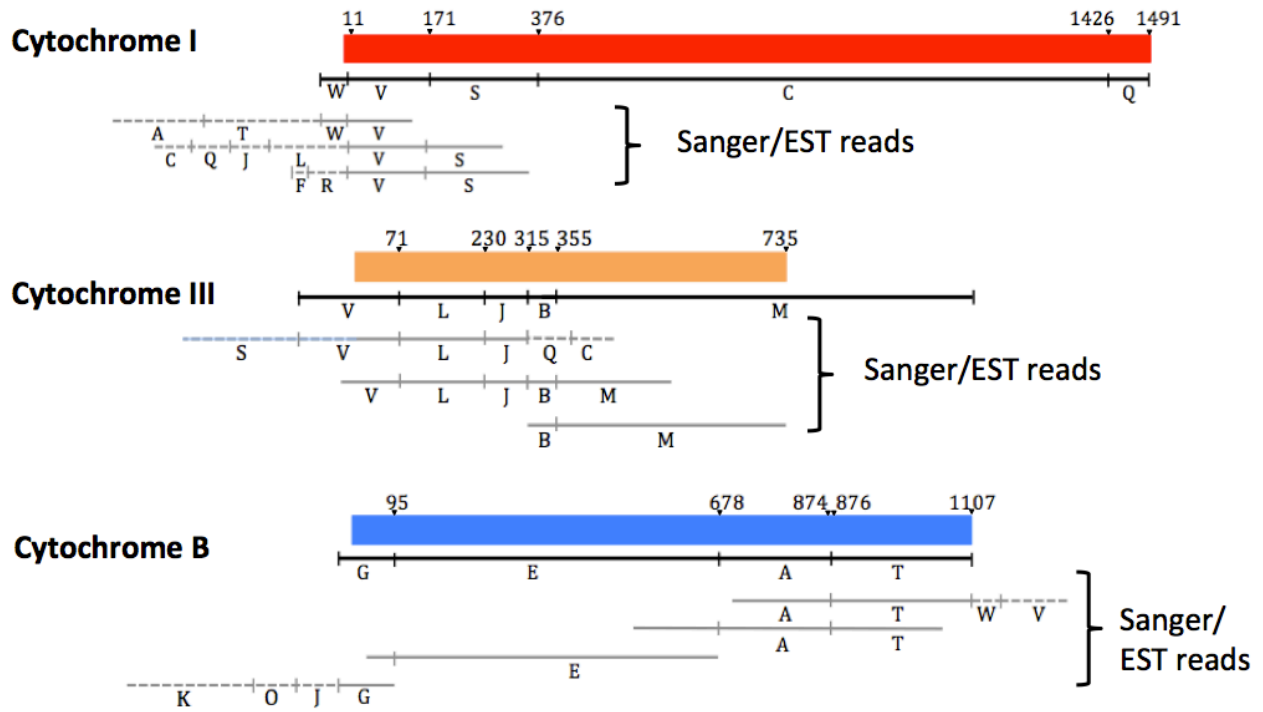 11 171 376 1426 1491
Cytochrome I
W V S C Q
A T W V
Sanger/EST reads
C Q J L V S
F R V S
71 230 315 355 735
Cytochrome III
V L J B M
S V L J Q C
Sanger/EST reads
V L J B M
B M
95 678 874 876 1107
Cytochrome B
G E A T
A T W V
Sanger/
A T
EST reads
E
K O J G